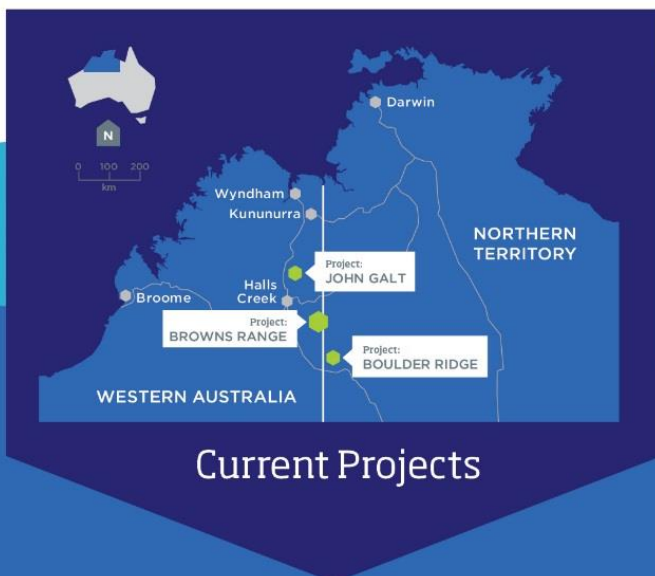 Darwin
N
0 100 200
km
Wyndham
Kununurra
NORTHERN
TERRITORY
Project:
JOHN GALT
Halls
Creek
Broome
Project:
BROWNS RANGE
Project:
BOULDER RIDGE
WESTERN AUSTRALIA
Current Projects